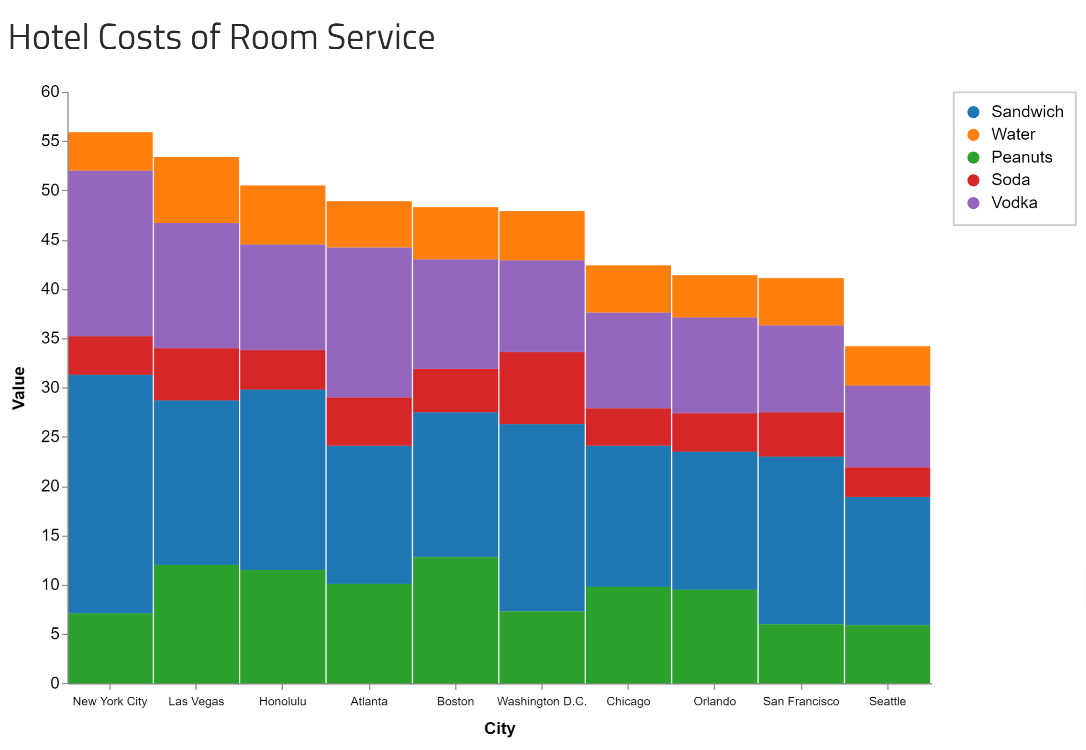 Hotel Costs of Room Service
60
55
50
45
40
35
30
25
20
15
10
5
0
Value
New York City Las Vegas Honolulu Atlanta Boston Washington D.C. Chicago Orlando San Francisco Seattle
City
Sandwich
Water
Peanuts
Soda
Vodka